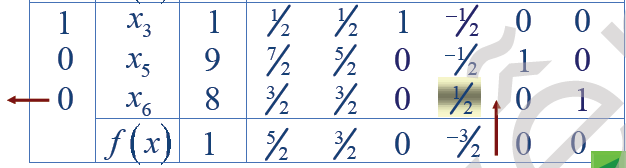 1 x₃ 1 ½ ½ 1 −½ 0 0
0 x₅ 9 7/2 5/2 0 −1/2 1 0
0 x₆ 8 3/2 3/2 0 ½ 0 1
f(x) 1 5/2 3/2 0 −3/2 0 0